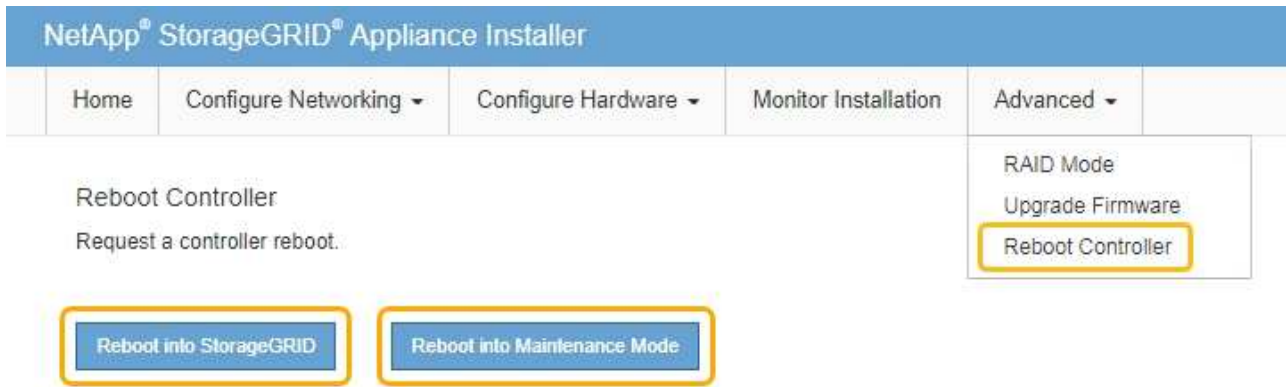 NetApp® StorageGRID® Appliance Installer
Home Configure Networking Configure Hardware Monitor Installation Advanced
RAID Mode
Upgrade Firmware
Reboot Controller
Reboot Controller
Request a controller reboot.
Reboot into StorageGRID Reboot into Maintenance Mode